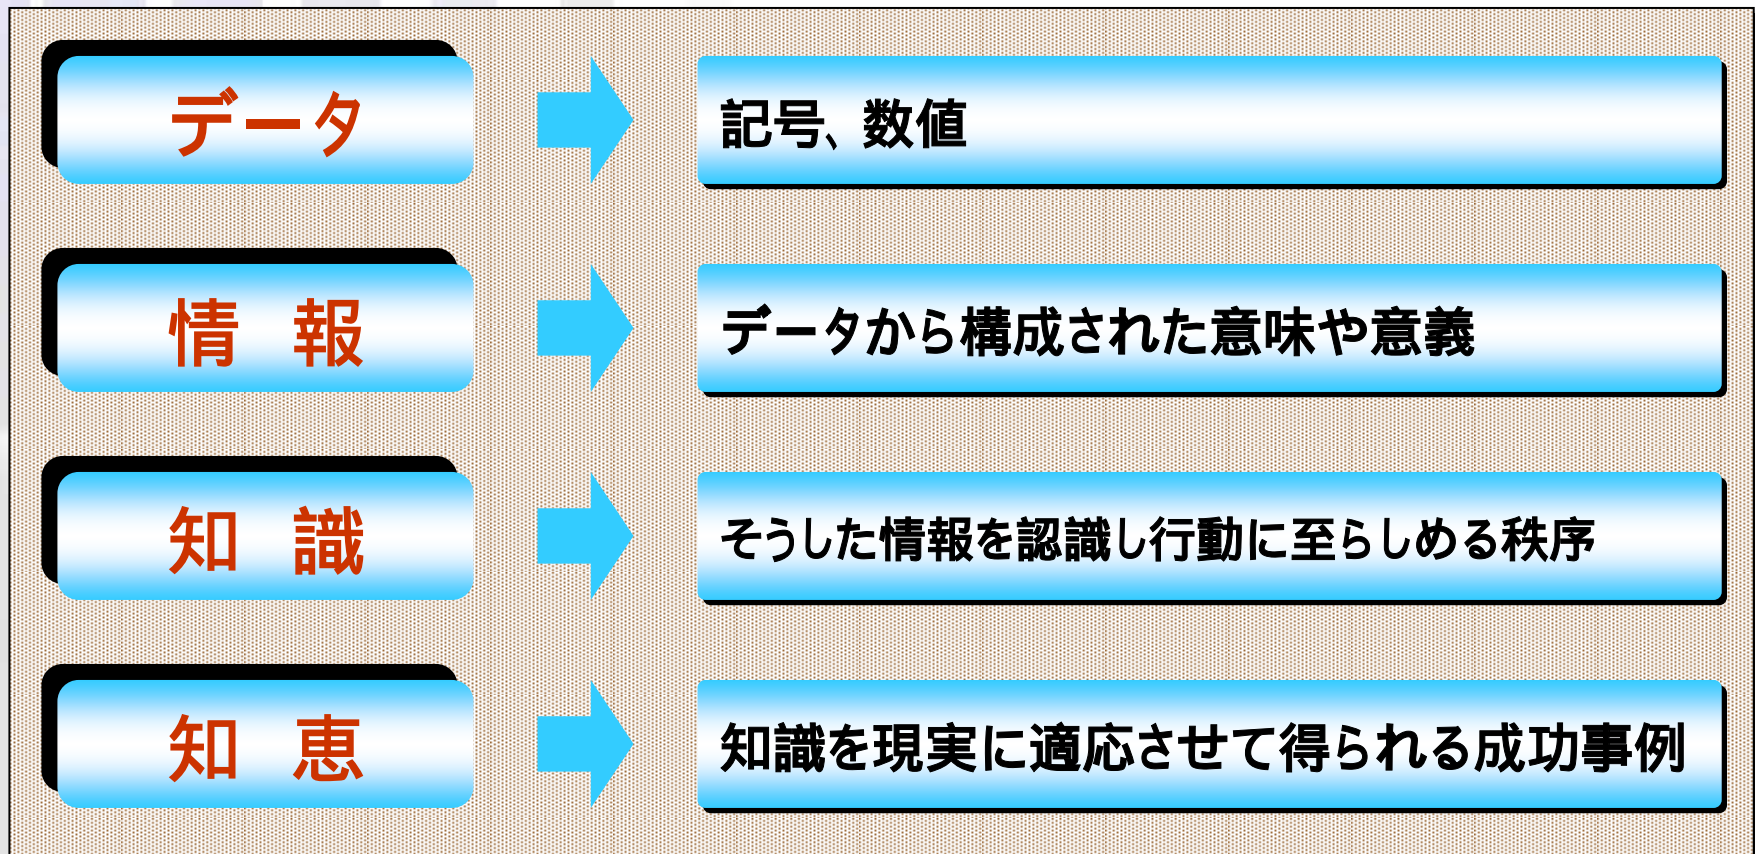 データ
記号、数値
情 報
データから構成された意味や意義
知 識
そうした情報を認識し行動に至らしめる秩序
知 恵
知識を現実に適応させて得られる成功事例